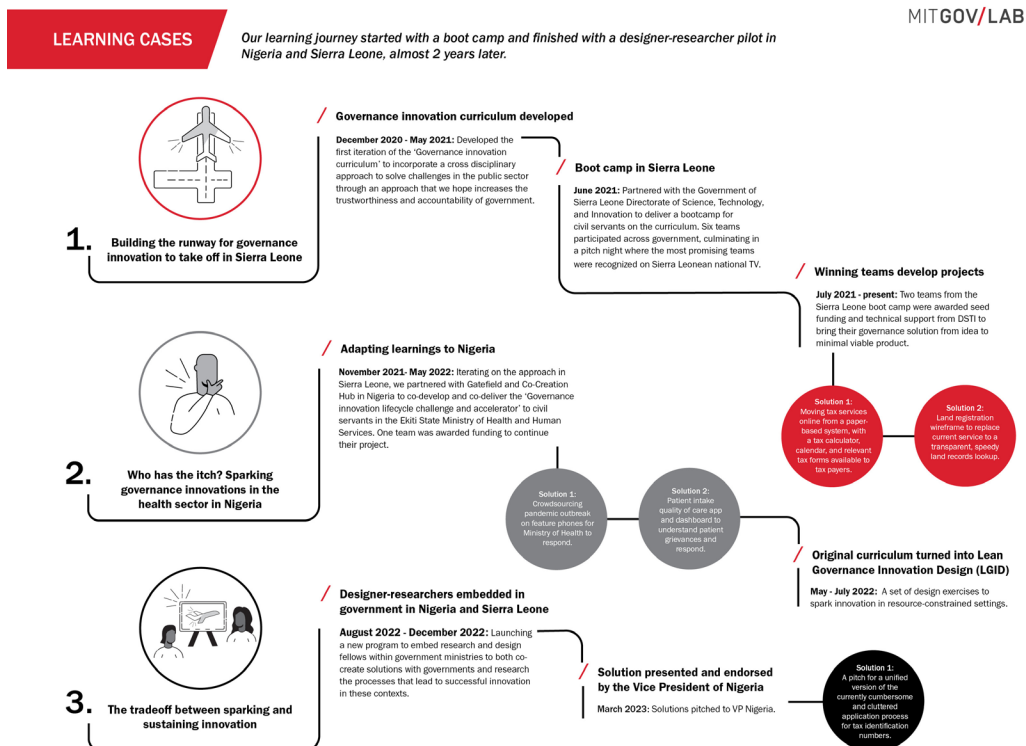 MITGOV/LAB
LEARNING CASES
Our learning journey started with a boot camp and finished with a designer-researcher pilot in
Nigeria and Sierra Leone, almost 2 years later.
1.
Building the runway for governance
innovation to take off in Sierra Leone
/ Governance innovation curriculum developed
December 2020 - May 2021: Developed the
first iteration of the ‘Governance innovation
curriculum’ to incorporate a cross disciplinary
approach to solve challenges in the public sector
through an approach that we hope increases the
trustworthiness and accountability of government.
/ Boot camp in Sierra Leone
June 2021: Partnered with the Government of
Sierra Leone Directorate of Science, Technology,
and Innovation to deliver a bootcamp for
civil servants on the curriculum. Six teams
participated across government, culminating in
a pitch night where the most promising teams
were recognized on Sierra Leonean national TV.
/ Winning teams develop projects
July 2021 - present: Two teams from the
Sierra Leone boot camp were awarded seed
funding and technical support from DSTI to
bring their governance solution from idea to
minimal viable product.
Solution 1:
Moving tax services
online from a paper-
based system, with
a tax calculator,
calendar, and relevant
tax forms available to
tax payers.
Solution 2:
Land registration
wireframe to replace
current service to a
transparent, speedy
land records lookup.
2.
Who has the itch? Sparking
governance innovations in the
health sector in Nigeria
/ Adapting learnings to Nigeria
November 2021- May 2022: Iterating on the approach in
Sierra Leone, we partnered with Gatefield and Co-Creation
Hub in Nigeria to co-develop and co-deliver the ‘Governance
innovation lifecycle challenge and accelerator’ to civil
servants in the Ekiti State Ministry of Health and Human
Services. One team was awarded funding to continue
their project.
Solution 1:
Crowdsourcing
pandemic outbreak
on feature phones for
Ministry of Health to
respond.
Solution 2:
Patient intake
quality of care app
and dashboard to
understand patient
grievances and
respond.
/ Original curriculum turned into Lean
Governance Innovation Design (LGID)
May - July 2022: A set of design exercises to
spark innovation in resource-constrained settings.
3.
The tradeoff between sparking and
sustaining innovation
/ Designer-researchers embedded in
government in Nigeria and Sierra Leone
August 2022 - December 2022: Launching
a new program to embed research and design
fellows within government ministries to both co-
create solutions with governments and research
the processes that lead to successful innovation
in these contexts.
/ Solution presented and endorsed
by the Vice President of Nigeria
March 2023: Solutions pitched to VP Nigeria.
Solution 1:
A pitch for a unified
version of the
currently cumbersome
and cluttered
application process
for tax identification
numbers.